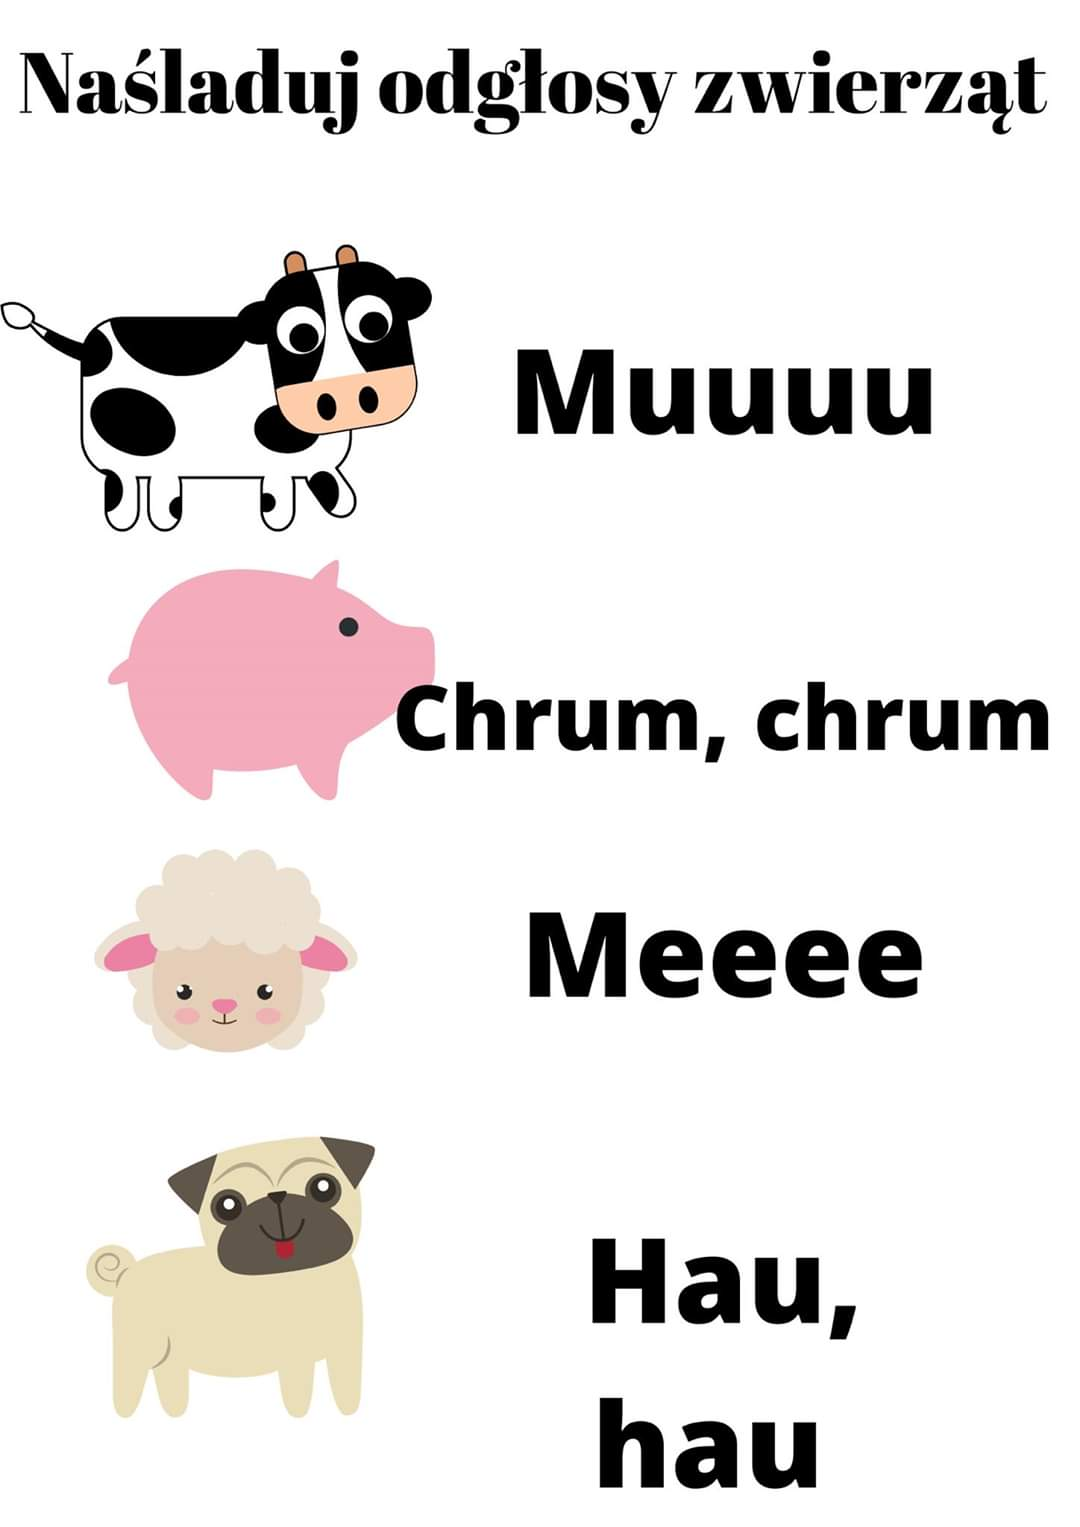 Naśladuj odgłosy zwierząt
Muuuu
Chrum, chrum
Meeee
Hau,
hau